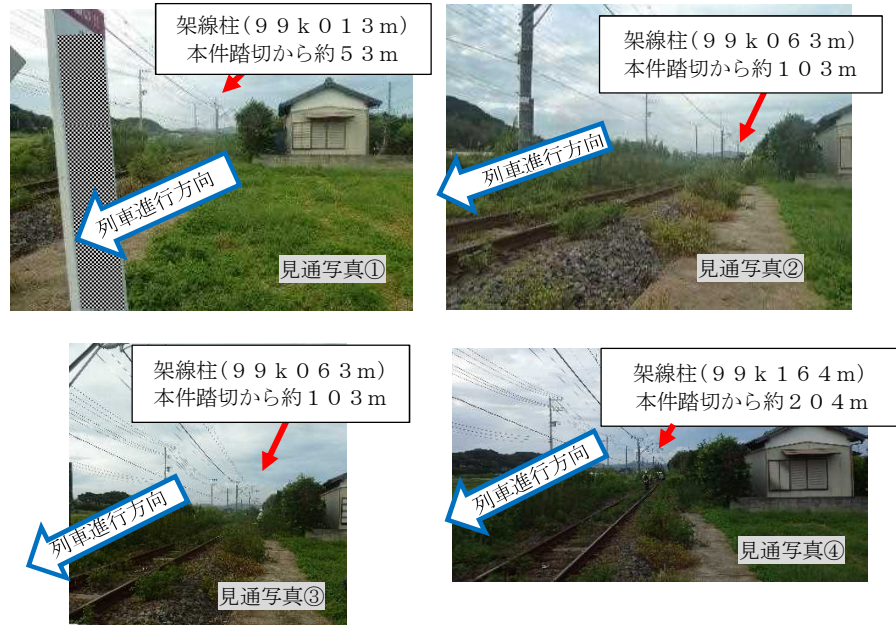 架線柱（９９ｋ０１３ｍ）
本件踏切から約５３ｍ
列車進行方向
見通写真①
架線柱（９９ｋ０６３ｍ）
本件踏切から約１０３ｍ
列車進行方向
見通写真②
架線柱（９９ｋ０６３ｍ）
本件踏切から約１０３ｍ
列車進行方向
見通写真③
架線柱（９９ｋ１６４ｍ）
本件踏切から約２０４ｍ
列車進行方向
見通写真④